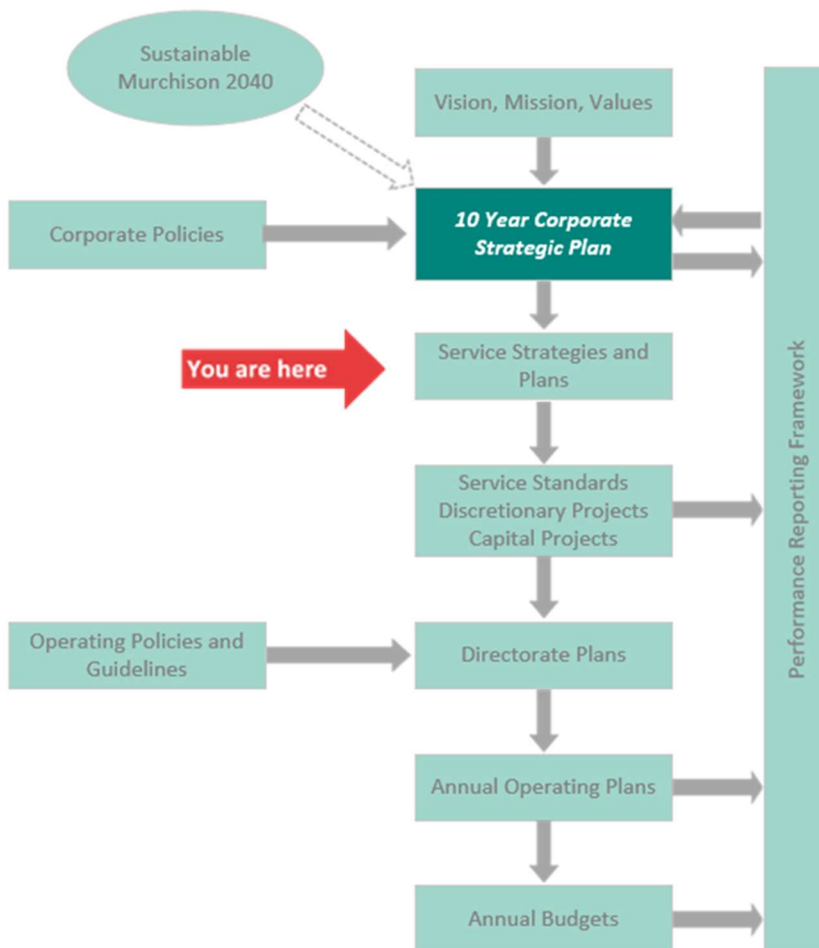 Sustainable
Murchison 2040
Vision, Mission, Values
10 Year Corporate
Strategic Plan
Corporate Policies
You are here
Service Strategies and
Plans
Service Standards
Discretionary Projects
Capital Projects
Operating Policies and
Guidelines
Directorate Plans
Annual Operating Plans
Annual Budgets
Performance Reporting Framework